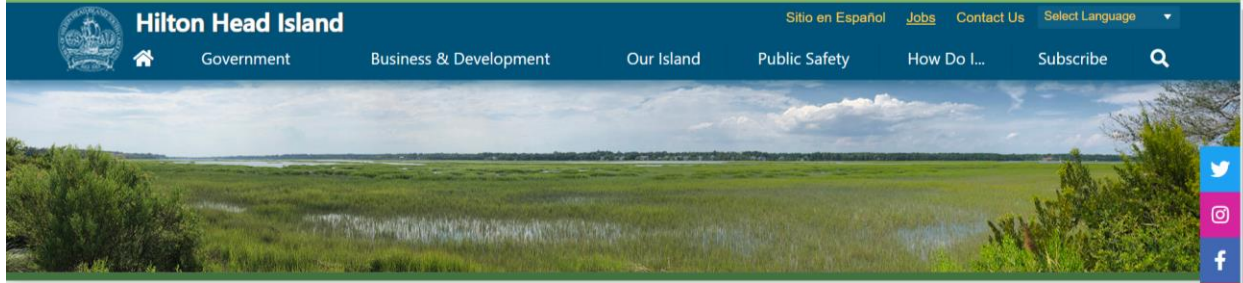 Hilton Head Island
Sitio en Español Jobs Contact Us Select Language
Government Business & Development Our Island Public Safety How Do I... Subscribe